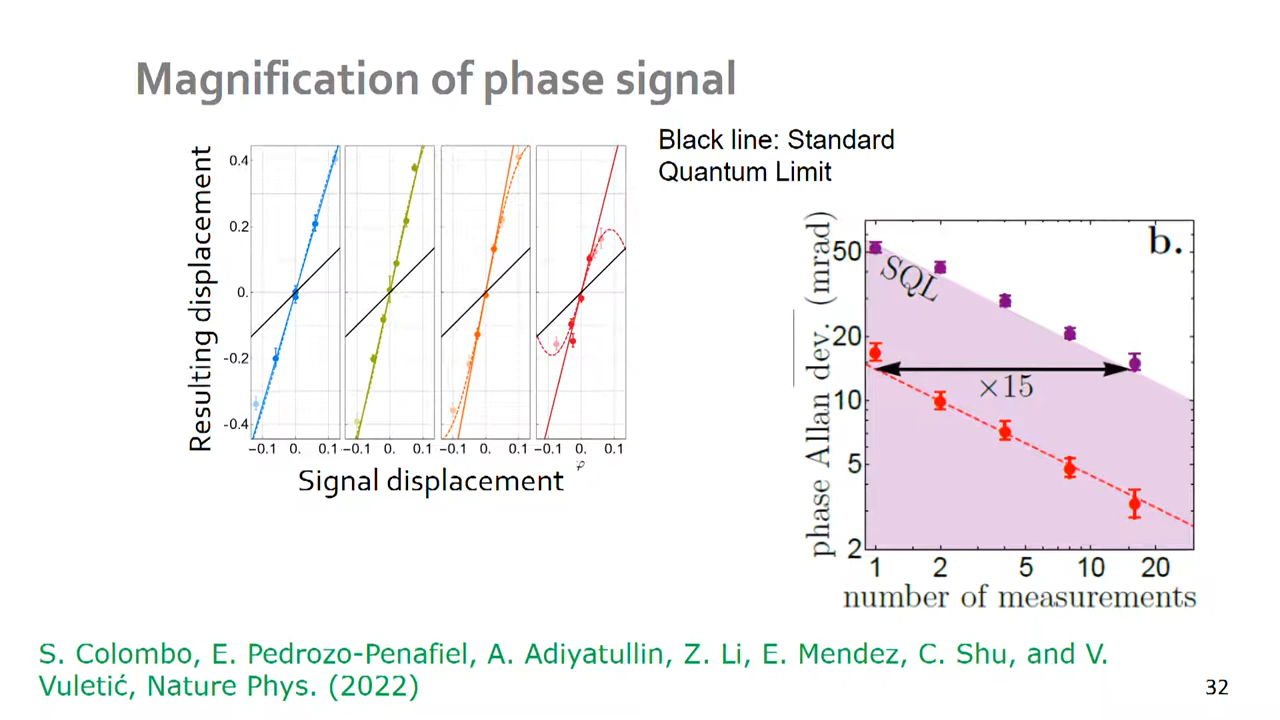 Magnification of phase signal
Resulting displacement
0.4
0.2
0.
-0.2
-0.4
−0.1 0. 0.1
−0.1 0. 0.1
−0.1 0. 0.1
−0.1 0. 0.1
φ
Signal displacement
Black line: Standard
Quantum Limit
phase Allan dev. (mrad)
50
20
10
5
2
b.
SQL
×15
1 2 5 10 20
number of measurements
S. Colombo, E. Pedrozo-Penafiel, A. Adiyatullin, Z. Li, E. Mendez, C. Shu, and V.
Vuletić, Nature Phys. (2022)
32